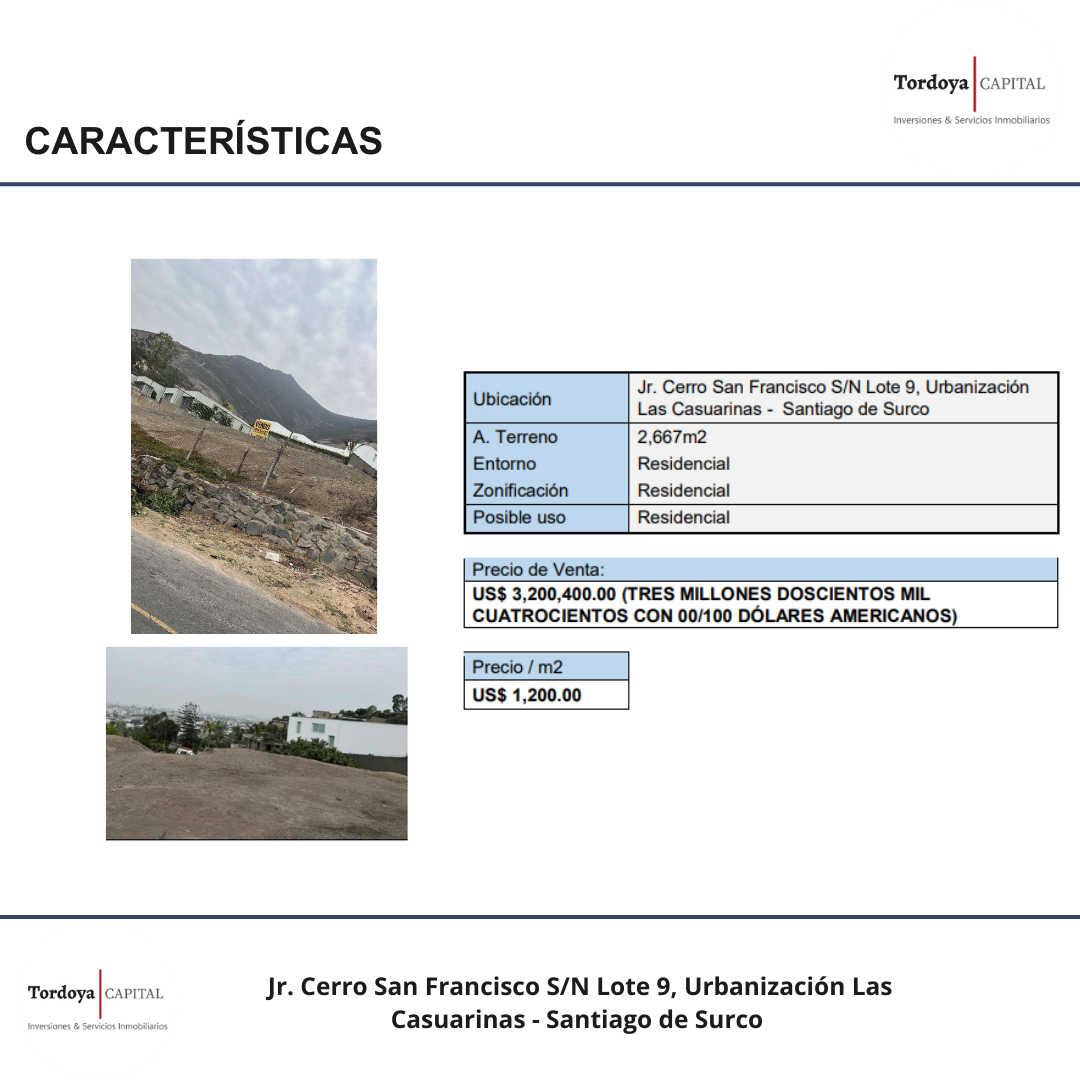 Tordoya CAPITAL
Inversiones & Servicios Inmobiliarios
CARACTERÍSTICAS
VENDO
Ubicación
Jr. Cerro San Francisco S/N Lote 9, Urbanización
Las Casuarinas - Santiago de Surco
A. Terreno
2,667m2
Entorno
Residencial
Zonificación
Residencial
Posible uso
Residencial
Precio de Venta:
US$ 3,200,400.00 (TRES MILLONES DOSCIENTOS MIL
CUATROCIENTOS CON 00/100 DÓLARES AMERICANOS)
Precio / m2
US$ 1,200.00
Tordoya CAPITAL
Inversiones & Servicios Inmobiliarios
Jr. Cerro San Francisco S/N Lote 9, Urbanización Las
Casuarinas - Santiago de Surco